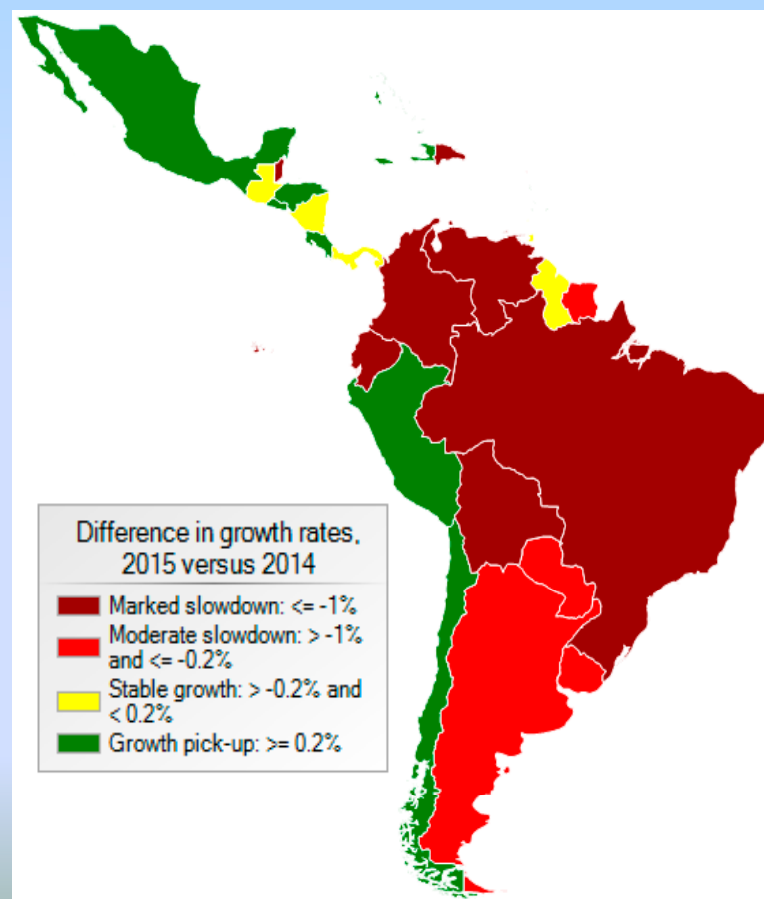 Difference in growth rates,
2015 versus 2014
Marked slowdown: <= -1%
Moderate slowdown: > -1%
and <= -0.2%
Stable growth: > -0.2% and
< 0.2%
Growth pick-up: >= 0.2%